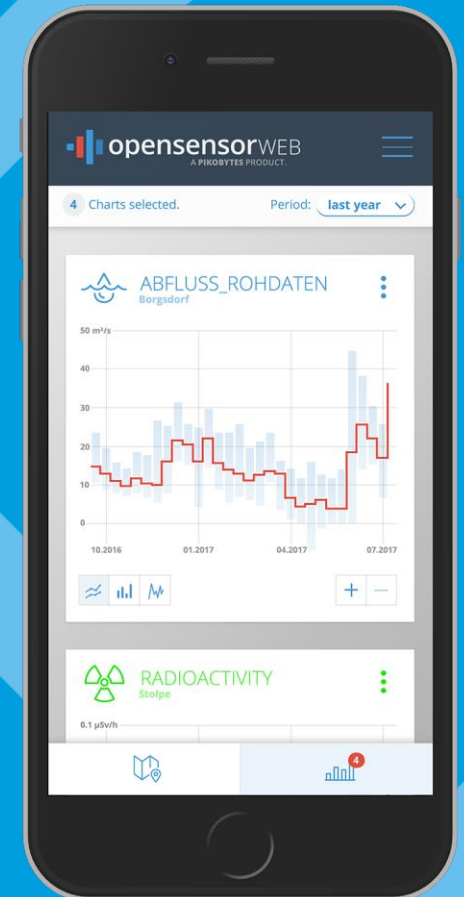 opensensorWEB
A PIKOBYTES PRODUCT.
4 Charts selected. Period: last year
ABFLUSS_ROHDATEN
Borgsdorf
50 m³/s
40
30
20
10
0
10.2016 01.2017 04.2017 07.2017
+ −
RADIOACTIVITY
Stolpe
0.1 µSv/h
4